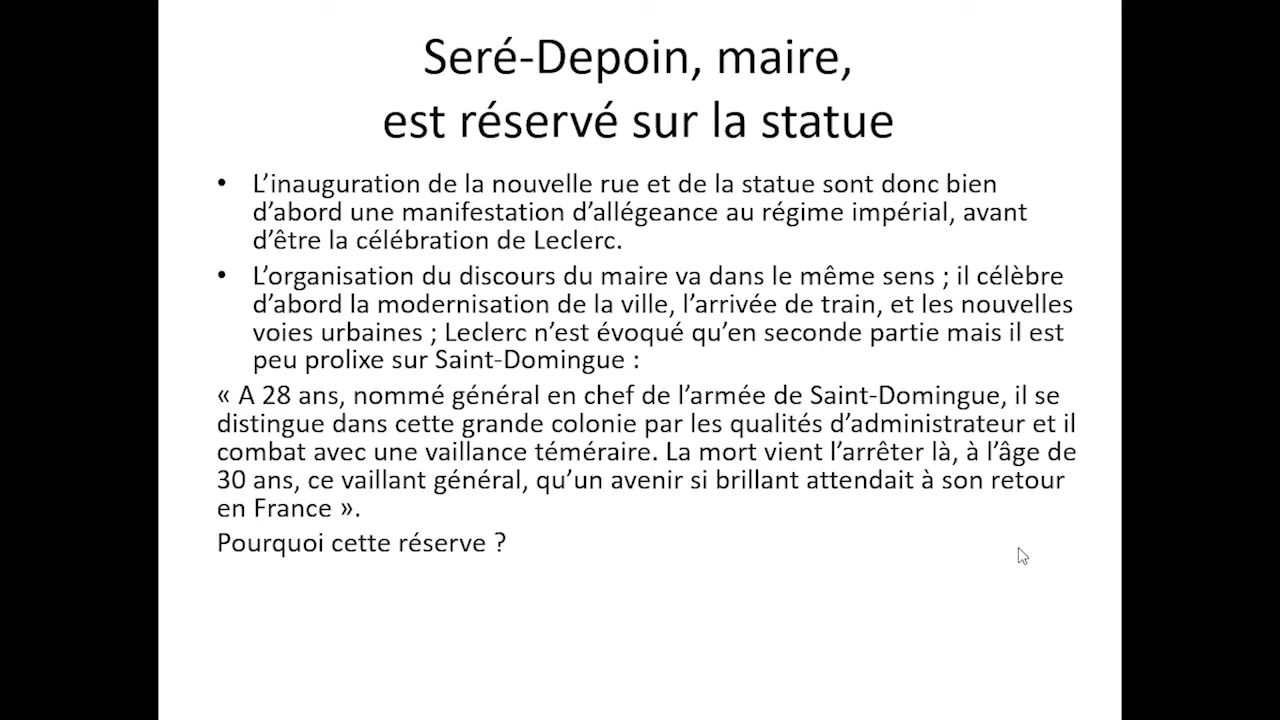 Seré-Depoin, maire,
est réservé sur la statue
• L’inauguration de la nouvelle rue et de la statue sont donc bien
d’abord une manifestation d’allégeance au régime impérial, avant
d’être la célébration de Leclerc.
• L’organisation du discours du maire va dans le même sens ; il célèbre
d’abord la modernisation de la ville, l’arrivée de train, et les nouvelles
voies urbaines ; Leclerc n’est évoqué qu’en seconde partie mais il est
peu prolixe sur Saint-Domingue :
« A 28 ans, nommé général en chef de l’armée de Saint-Domingue, il se
distingue dans cette grande colonie par les qualités d’administrateur et il
combat avec une vaillance téméraire. La mort vient l’arrêter là, à l’âge de
30 ans, ce vaillant général, qu’un avenir si brillant attendait à son retour
en France ».
Pourquoi cette réserve ?